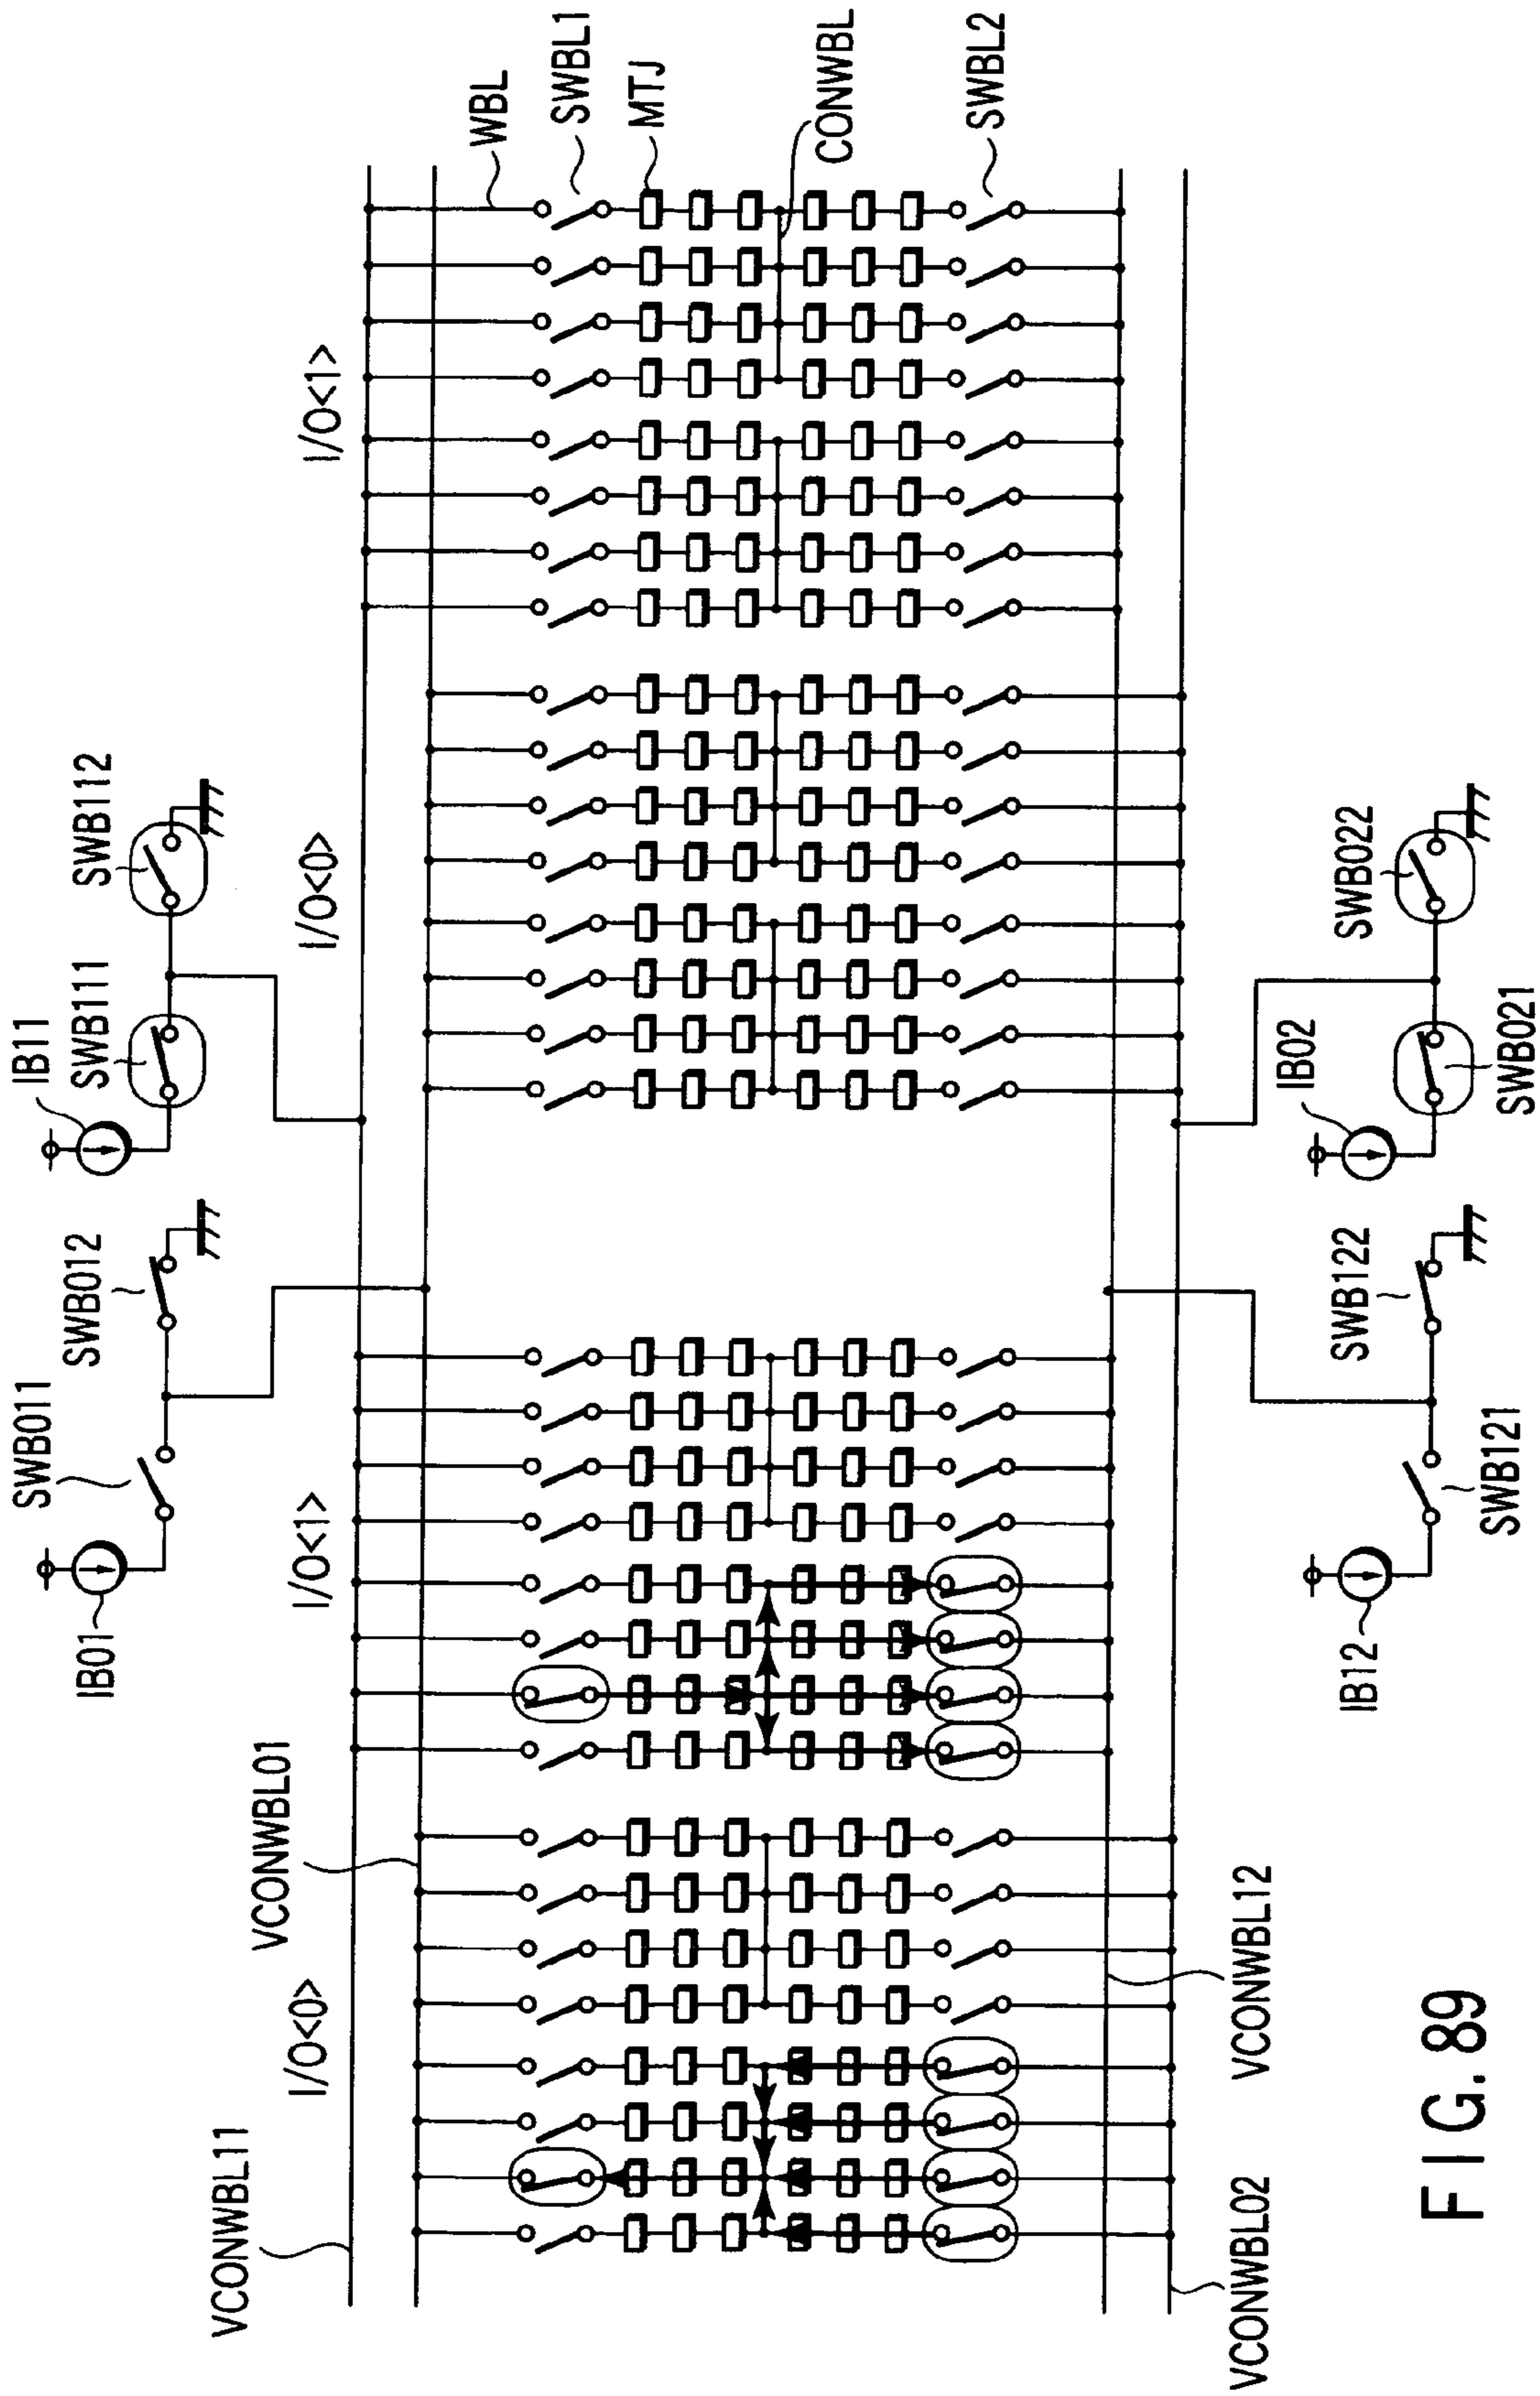 VCONWBL11
VCONWBL01
I/O<0>
I/O<1>
I/O<0>
I/O<1>
IB01
SWB011
SWB012
IB11
SWB111
SWB112
WBL
SWBL1
MTJ
CONWBL
SWBL2
VCONWBL02
VCONWBL12
IB12
SWB121
SWB122
IB02
SWB021
SWB022
FIG. 89